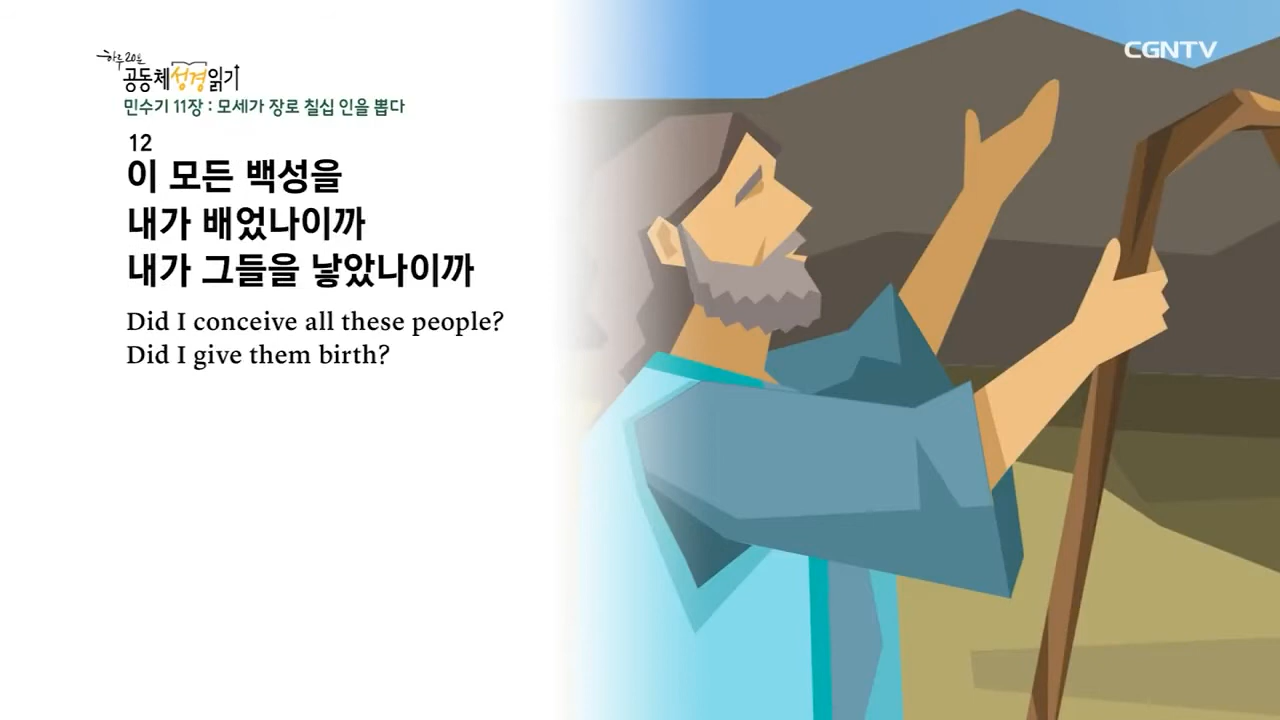 하루 20분
공동체성경읽기
민수기 11장 : 모세가 장로 칠십 인을 뽑다
12
이 모든 백성을
내가 배었나이까
내가 그들을 낳았나이까
Did I conceive all these people?
Did I give them birth?
CGNTV